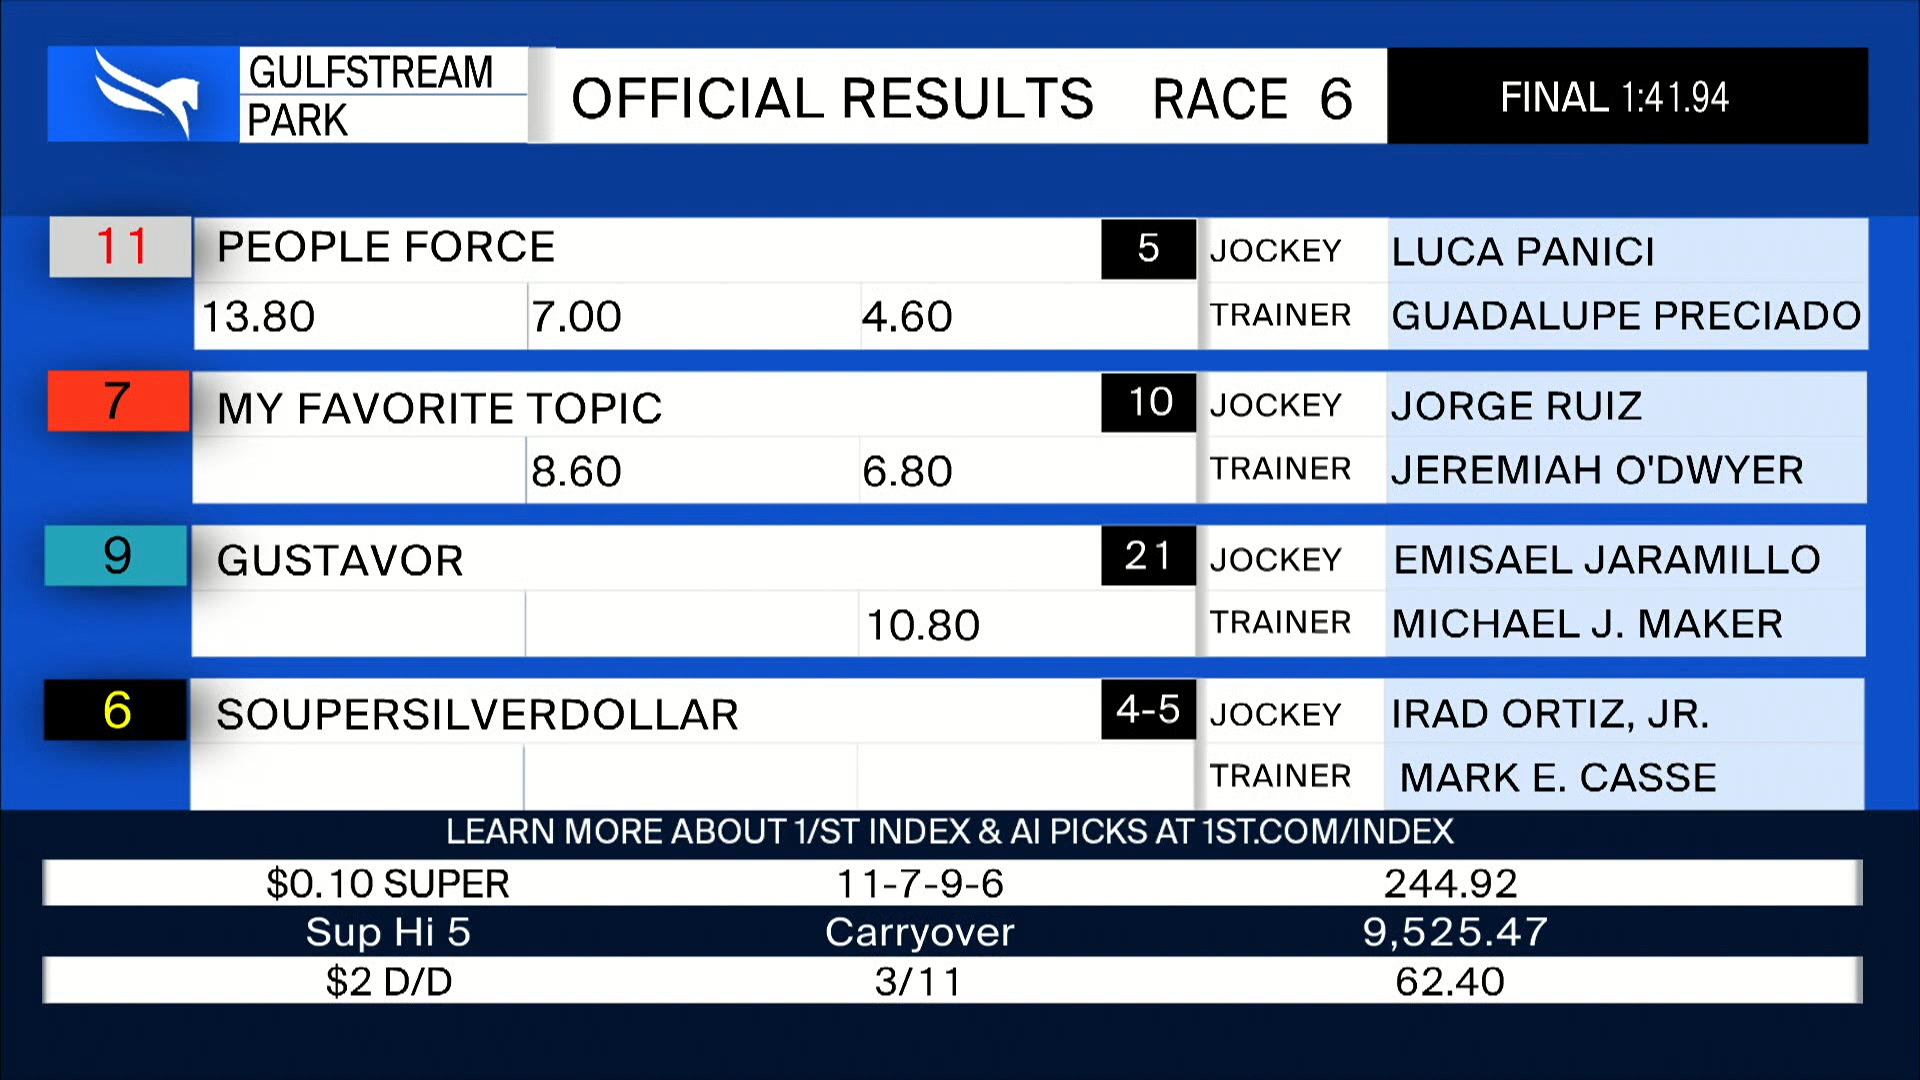 GULFSTREAM
PARK
OFFICIAL RESULTS RACE 6
FINAL 1:41.94
11 PEOPLE FORCE 5 JOCKEY LUCA PANICI
13.80 7.00 4.60 TRAINER GUADALUPE PRECIADO
7 MY FAVORITE TOPIC 10 JOCKEY JORGE RUIZ
8.60 6.80 TRAINER JEREMIAH O'DWYER
9 GUSTAVOR 21 JOCKEY EMISAEL JARAMILLO
10.80 TRAINER MICHAEL J. MAKER
6 SOUPERSILVERDOLLAR 4-5 JOCKEY IRAD ORTIZ, JR.
TRAINER MARK E. CASSE
LEARN MORE ABOUT 1/ST INDEX & AI PICKS AT 1ST.COM/INDEX
$0.10 SUPER 11-7-9-6 244.92
Sup Hi 5 Carryover 9,525.47
$2 D/D 3/11 62.40